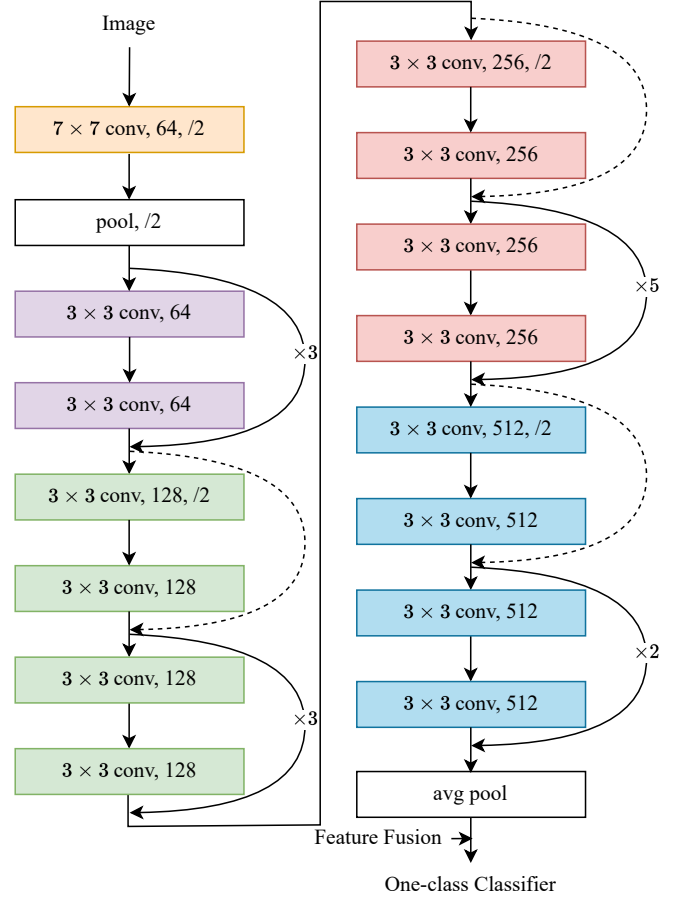 Image
7 × 7 conv, 64, /2
pool, /2
3 × 3 conv, 64
×3
3 × 3 conv, 64
3 × 3 conv, 128, /2
3 × 3 conv, 128
3 × 3 conv, 128
×3
3 × 3 conv, 128
3 × 3 conv, 256, /2
3 × 3 conv, 256
3 × 3 conv, 256
×5
3 × 3 conv, 256
3 × 3 conv, 512, /2
3 × 3 conv, 512
3 × 3 conv, 512
×2
3 × 3 conv, 512
avg pool
Feature Fusion
One-class Classifier